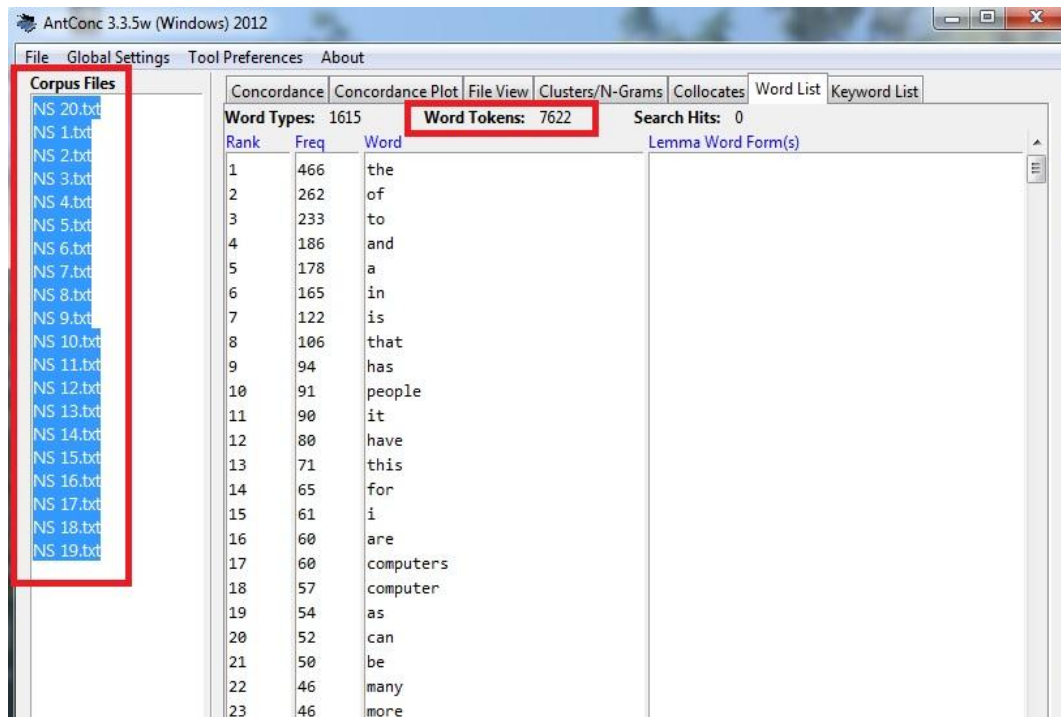 AntConc 3.3.5w (Windows) 2012
File Global Settings Tool Preferences About
Corpus Files
NS 20.txt
NS 1.txt
NS 2.txt
NS 3.txt
NS 4.txt
NS 5.txt
NS 6.txt
NS 7.txt
NS 8.txt
NS 9.txt
NS 10.txt
NS 11.txt
NS 12.txt
NS 13.txt
NS 14.txt
NS 15.txt
NS 16.txt
NS 17.txt
NS 18.txt
NS 19.txt
Concordance Concordance Plot File View Clusters/N-Grams Collocates Word List Keyword List
Word Types: 1615 Word Tokens: 7622 Search Hits: 0
Rank Freq Word Lemma Word Form(s)
1 466 the
2 262 of
3 233 to
4 186 and
5 178 a
6 165 in
7 122 is
8 106 that
9 94 has
10 91 people
11 90 it
12 80 have
13 71 this
14 65 for
15 61 i
16 60 are
17 60 computers
18 57 computer
19 54 as
20 52 can
21 50 be
22 46 many
23 46 more